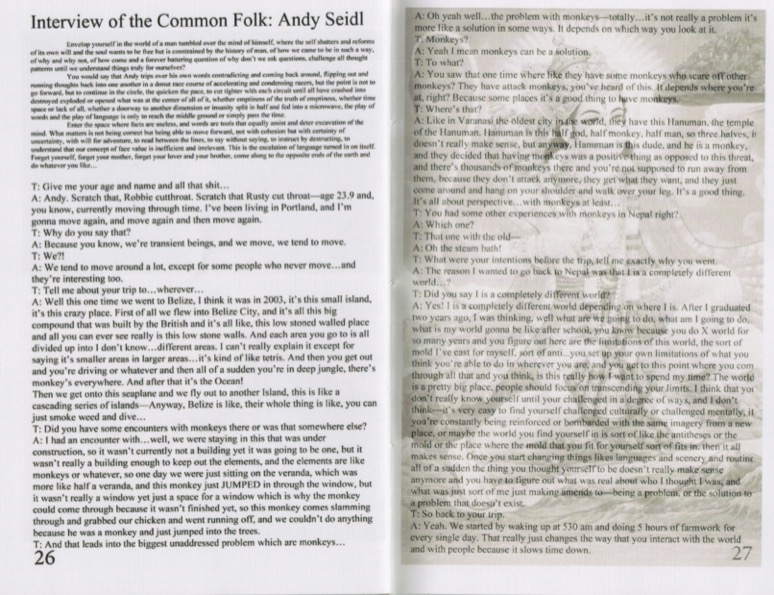 Interview of the Common Folk: Andy Seidl
Envelop yourself in the world of a man tumbled over the mind of himself, where the self shatters and reforms
of its own will and the soul wants to be free but is constrained by the history of man, of how we came to be in such a way,
of why and why not, of how come and a forever battering question of why don't we ask questions, challenge all thought
patterns until we understand things truly for ourselves?
You would say that Andy trips over his own words contradicting and coming back around, flipping out and
running thoughts back into one another in a donut race course of accelerating and condensing racers, but the point is not to
go forward, but to continue in the circle, the quicken the pace, to cut tighter with each circuit until all have crashed into
destroyed exploded or opened what was at the center of all of it, whether emptiness of the truth of emptiness, whether time
space or lack of all, whether a doorway to another dimension or insanity split in half and fed into a microwave, the play of
words and the play of language is only to reach the middle ground or simply pass the time.
Enter the space where facts are useless, and words are tools that equally assist and deter excavation of the
mind. What matters is not being correct but being able to move forward, not with cohesion but with certainty of
uncertainty, with will for adventure, to read between the lines, to say without saying, to instruct by destructing, to
understand that our concept of face value is inefficient and irrelevant. This is the escalation of language turned in on itself.
Forget yourself, forget your mother, forget your lover and your brother, come along to the opposite ends of the earth and
do whatever you like...
T: Give me your age and name and all that shit...
A: Andy. Scratch that, Robbie cutthroat. Scratch that Rusty cut throat—age 23.9 and,
you know, currently moving through time. I've been living in Portland, and I'm
gonna move again, and move again and then move again.
T: Why do you say that?
A: Because you know, we're transient beings, and we move, we tend to move.
T: We?!
A: We tend to move around a lot, except for some people who never move...and
they're interesting too.
T: Tell me about your trip to...wherever...
A: Well this one time we went to Belize, I think it was in 2003, it's this small island,
it's this crazy place. First of all we flew into Belize City, and it's all this big
compound that was built by the British and it's all like, this low stoned walled place
and all you can ever see really is this low stone walls. And each area you go to is all
divided up into I don't know...different areas. I can't really explain it except for
saying it's smaller areas in larger areas...it's kind of like tetris. And then you get out
and you're driving or whatever and then all of a sudden you're in deep jungle, there's
monkey's everywhere. And after that it's the Ocean!
Then we get onto this seaplane and we fly out to another Island, this is like a
cascading series of islands—Anyway, Belize is like, their whole thing is like, you can
just smoke weed and dive...
T: Did you have some encounters with monkeys there or was that somewhere else?
A: I had an encounter with...well, we were staying in this that was under
construction, so it wasn't currently not a building yet it was going to be one, but it
wasn't really a building enough to keep out the elements, and the elements are like
monkeys or whatever, so one day we were just sitting on the veranda, which was
more like half a veranda, and this monkey just JUMPED in through the window, but
it wasn't really a window yet just a space for a window which is why the monkey
could come through because it wasn't finished yet, so this monkey comes slamming
through and grabbed our chicken and went running off, and we couldn't do anything
because he was a monkey and just jumped into the trees.
T: And that leads into the biggest unaddressed problem which are monkeys...
26
A: Oh yeah well...the problem with monkeys—totally...it's not really a problem it's
more like a solution in some ways. It depends on which way you look at it.
T. Monkeys?
A: Yeah I mean monkeys can be a solution.
T: To what?
A: You saw that one time where like they have some monkeys who scare off other
monkeys? They have attack monkeys, you've heard of this. It depends where you're
at, right? Because some places it's a good thing to have monkeys.
T: Where's that?
A: Like in Varanasi the oldest city in the world, they have this Hanuman, the temple
of the Hanuman. Hanuman is this half god, half monkey, half man, so three halves, it
doesn't really make sense, but anyway, Hanuman is this dude, and he is a monkey,
and they decided that having monkeys was a positive thing as opposed to this threat,
and there's thousands of monkeys there and you're not supposed to run away from
them, because they don't attack anymore, they get what they want, and they just
come around and hang on your shoulder and walk over your leg. It's a good thing.
It's all about perspective...with monkeys at least...
T: You had some other experiences with monkeys in Nepal right?
A: Which one?
T: That one with the old—
A: Oh the steam bath!
T: What were your intentions before the trip, tell me exactly why you went.
A: The reason I wanted to go back to Nepal was that I is a completely different
world...?
T: Did you say I is a completely different world?
A: Yes! I is a completely different world depending on where I is. After I graduated
two years ago, I was thinking, well what are we going to do, what am I going to do,
what is my world gonna be like after school, you know because you do X world for
so many years and you figure out here are the limitations of this world, the sort of
mold I've cast for myself, sort of anti...you set up your own limitations of what you
think you're able to do in wherever you are, and you get to this point where you com
through all that and you think, is this really how I want to spend my time? The world
is a pretty big place, people should focus on transcending your limits. I think that you
don't really know yourself until your challenged in a degree of ways, and I don't
think—it's very easy to find yourself challenged culturally or challenged mentally, it
you're constantly being reinforced or bombarded with the same imagery from a new
place, or maybe the world you find yourself in is sort of like the antitheses or the
mold or the place where the mold that you fit for yourself sort of fits in, then it all
makes sense. Once you start changing things likes languages and scenery and routine
all of a sudden the thing you thought yourself to be doesn't really make sense
anymore and you have to figure out what was real about who I thought I was, and
what was just sort of me just making amends to—being a problem, or the solution to
a problem that doesn't exist.
T: So back to your trip.
A: Yeah. We started by waking up at 530 am and doing 5 hours of farmwork for
every single day. That really just changes the way that you interact with the world
and with people because it slows time down.
27